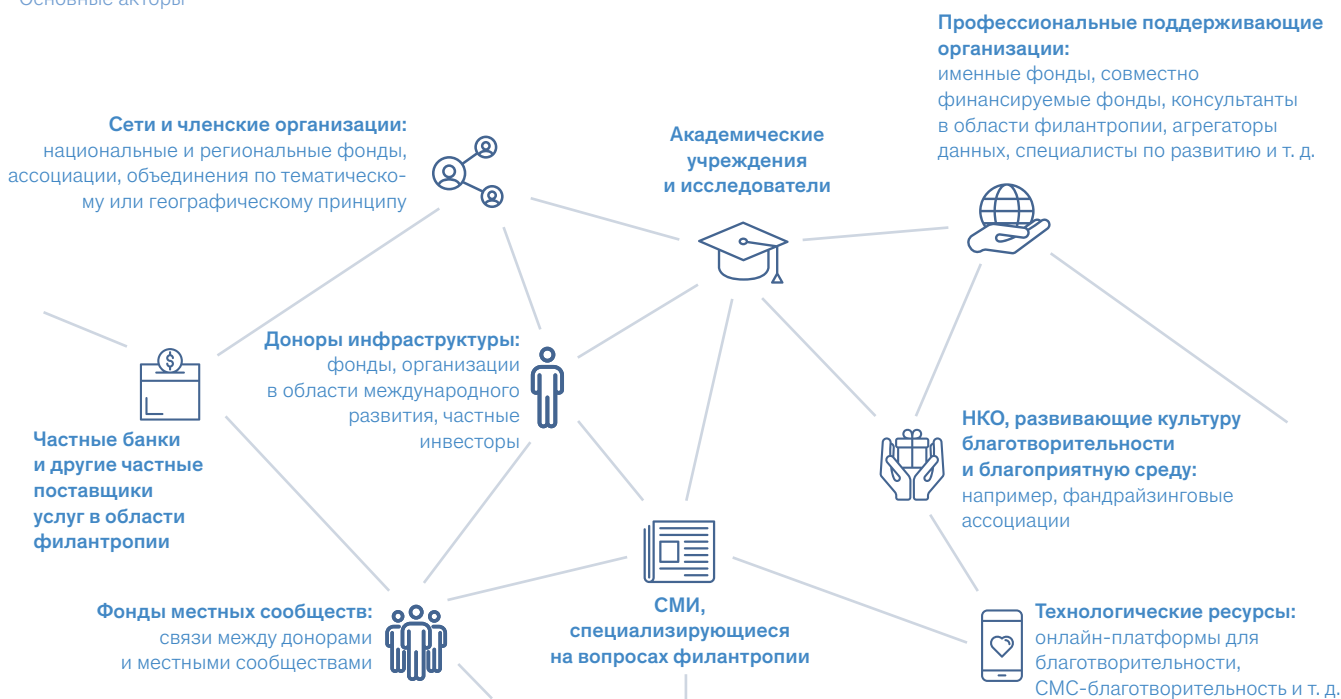 Основные акторы
Профессиональные поддерживающие
организации:
именные фонды, совместно
финансируемые фонды, консультанты
в области филантропии, агрегаторы
данных, специалисты по развитию и т. д.
Сети и членские организации:
национальные и региональные фонды,
ассоциации, объединения по тематическо-
му или географическому принципу
Академические
учреждения
и исследователи
Доноры инфраструктуры:
фонды, организации
в области международного
развития, частные
инвесторы
$
Частные банки
и другие частные
поставщики
услуг в области
филантропии
НКО, развивающие культуру
благотворительности
и благоприятную среду:
например, фандрайзинговые
ассоциации
Фонды местных сообществ:
связи между донорами
и местными сообществами
СМИ,
специализирующиеся
на вопросах филантропии
Технологические ресурсы:
онлайн-платформы для
благотворительности,
СМС-благотворительность и т. д.